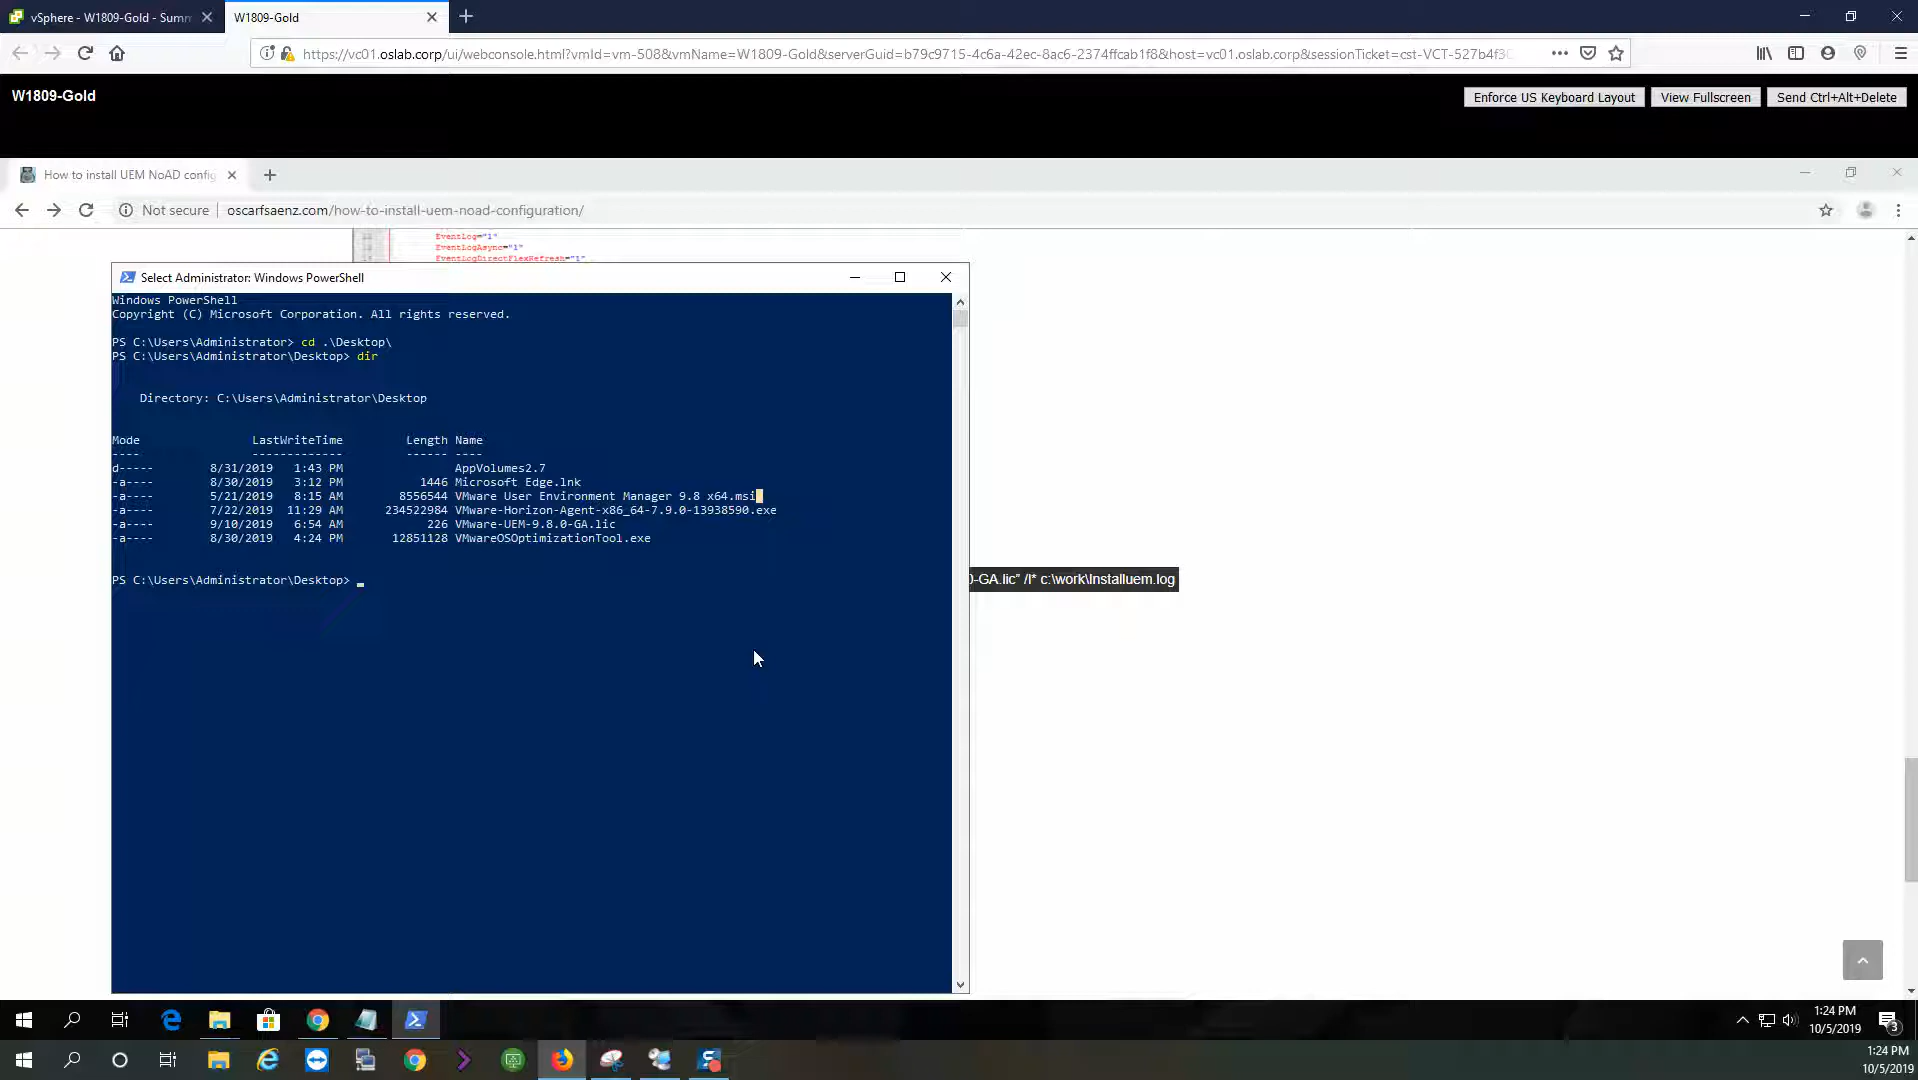 vSphere - W1809-Gold - Summ
W1809-Gold
https://vc01.oslab.corp/ui/webconsole.html?vmId=vm-508&vmName=W1809-Gold&serverGuid=b79c9715-4c6a-42ec-8ac6-2374ffcab1f8&host=vc01.oslab.corp&sessionTicket=cst-VCT-527b4f30
W1809-Gold
Enforce US Keyboard Layout
View Fullscreen
Send Ctrl+Alt+Delete
How to install UEM NoAD config
Not secure
oscarfsaenz.com/how-to-install-uem-noad-configuration/
EventLog="1"
EventLogAsync="1"
EventLogDirectFlexRefresh="1"
Select Administrator: Windows PowerShell
Windows PowerShell
Copyright (C) Microsoft Corporation. All rights reserved.
PS C:\Users\Administrator> cd .\Desktop\
PS C:\Users\Administrator\Desktop> dir
Directory: C:\Users\Administrator\Desktop
Mode LastWriteTime Length Name
---- ------------- ------ ----
d----- 8/31/2019 1:43 PM AppVolumes2.7
-a---- 8/30/2019 3:12 PM 1446 Microsoft Edge.lnk
-a---- 5/21/2019 8:15 AM 8556544 VMware User Environment Manager 9.8 x64.msi
-a---- 7/22/2019 11:29 AM 234522984 VMware-Horizon-Agent-x86_64-7.9.0-13938590.exe
-a---- 9/10/2019 6:54 AM 226 VMware-UEM-9.8.0-GA.lic
-a---- 8/30/2019 4:24 PM 12851128 VMwareOSOptimizationTool.exe
PS C:\Users\Administrator\Desktop> _
0-GA.lic" /l* c:\work\Installuem.log
1:24 PM
10/5/2019
3
1:24 PM
10/5/2019